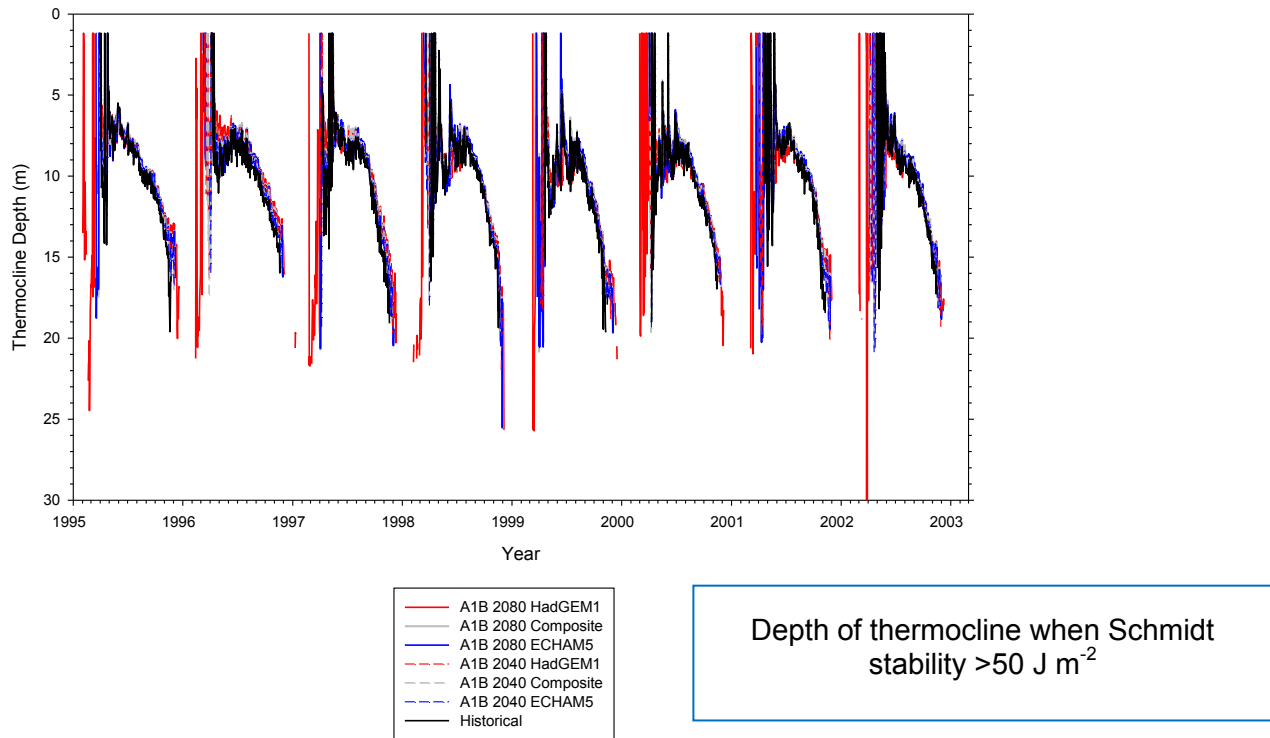 0
5
10
15
20
25
30
Thermocline Depth (m)
1995 1996 1997 1998 1999 2000 2001 2002 2003
Year
A1B 2080 HadGEM1
A1B 2080 Composite
A1B 2080 ECHAM5
A1B 2040 HadGEM1
A1B 2040 Composite
A1B 2040 ECHAM5
Historical
Depth of thermocline when Schmidt
stability >50 J m⁻²